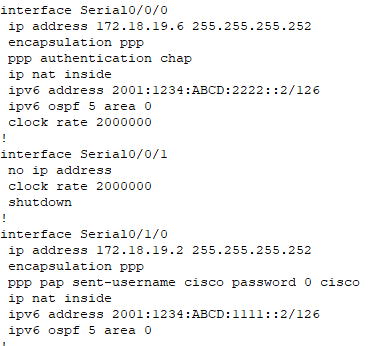 interface Serial0/0/0
 ip address 172.18.19.6 255.255.255.252
 encapsulation ppp
 ppp authentication chap
 ip nat inside
 ipv6 address 2001:1234:ABCD:2222::2/126
 ipv6 ospf 5 area 0
 clock rate 2000000
!
interface Serial0/0/1
 no ip address
 clock rate 2000000
 shutdown
!
interface Serial0/1/0
 ip address 172.18.19.2 255.255.255.252
 encapsulation ppp
 ppp pap sent-username cisco password 0 cisco
 ip nat inside
 ipv6 address 2001:1234:ABCD:1111::2/126
 ipv6 ospf 5 area 0
!